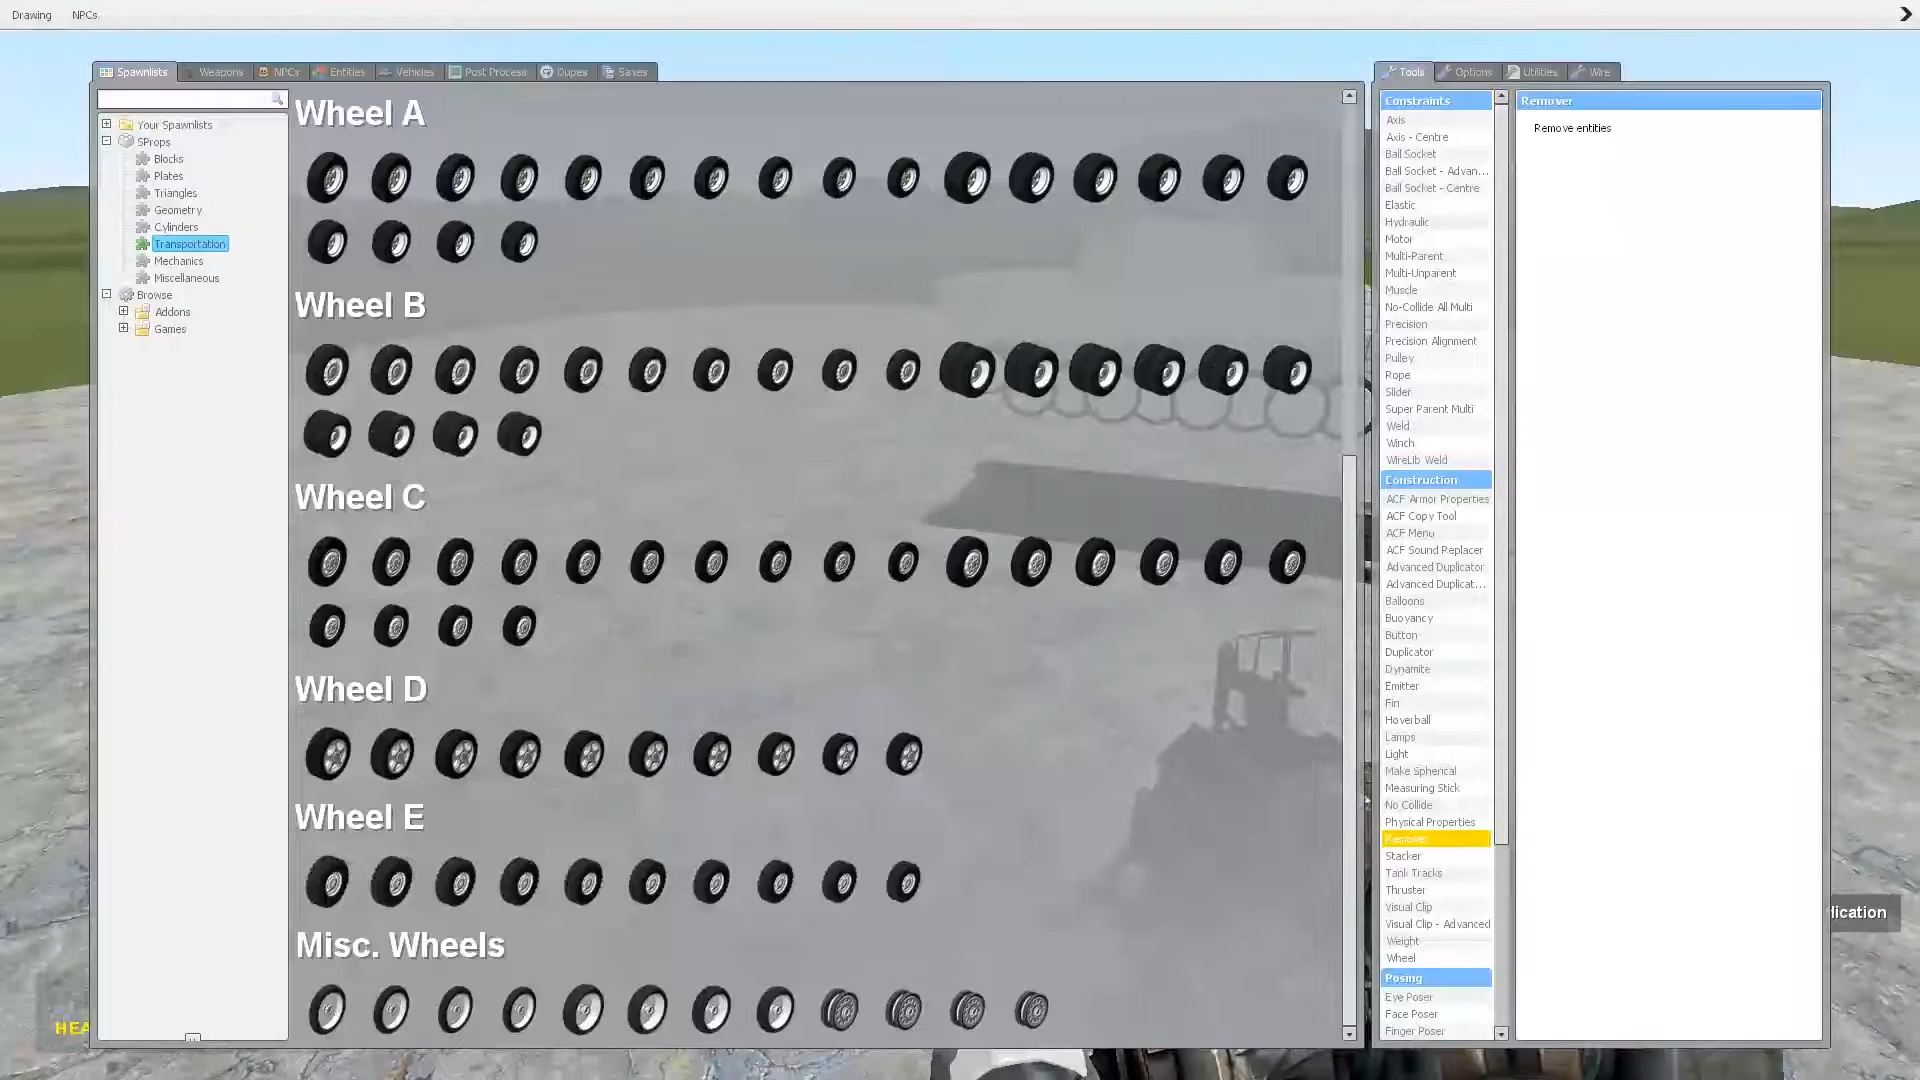 Drawing NPCs
Spawnlists Weapons NPCs Entities Vehicles Post Process Dupes Saves
Your Spawnlists
SProps
Blocks
Plates
Triangles
Geometry
Cylinders
Transportation
Mechanics
Miscellaneous
Browse
Addons
Games
Wheel A
Wheel B
Wheel C
Wheel D
Wheel E
Misc. Wheels
Tools Options Utilities Wire
Constraints
Axis
Axis - Centre
Ball Socket
Ball Socket - Advan...
Ball Socket - Centre
Elastic
Hydraulic
Motor
Multi-Parent
Multi-Unparent
Muscle
No-Collide All Multi
Precision
Precision Alignment
Pulley
Rope
Slider
Super Parent Multi
Weld
Winch
WireLib Weld
Construction
ACF Armor Properties
ACF Copy Tool
ACF Menu
ACF Sound Replacer
Advanced Duplicator
Advanced Duplicat...
Balloons
Buoyancy
Button
Duplicator
Dynamite
Emitter
Fin
Hoverball
Lamps
Light
Make Spherical
Measuring Stick
No Collide
Physical Properties
Remover
Stacker
Tank Tracks
Thruster
Visual Clip
Visual Clip - Advanced
Weight
Wheel
Posing
Eye Poser
Face Poser
Finger Poser
Remover
Remove entities
lication
HEA